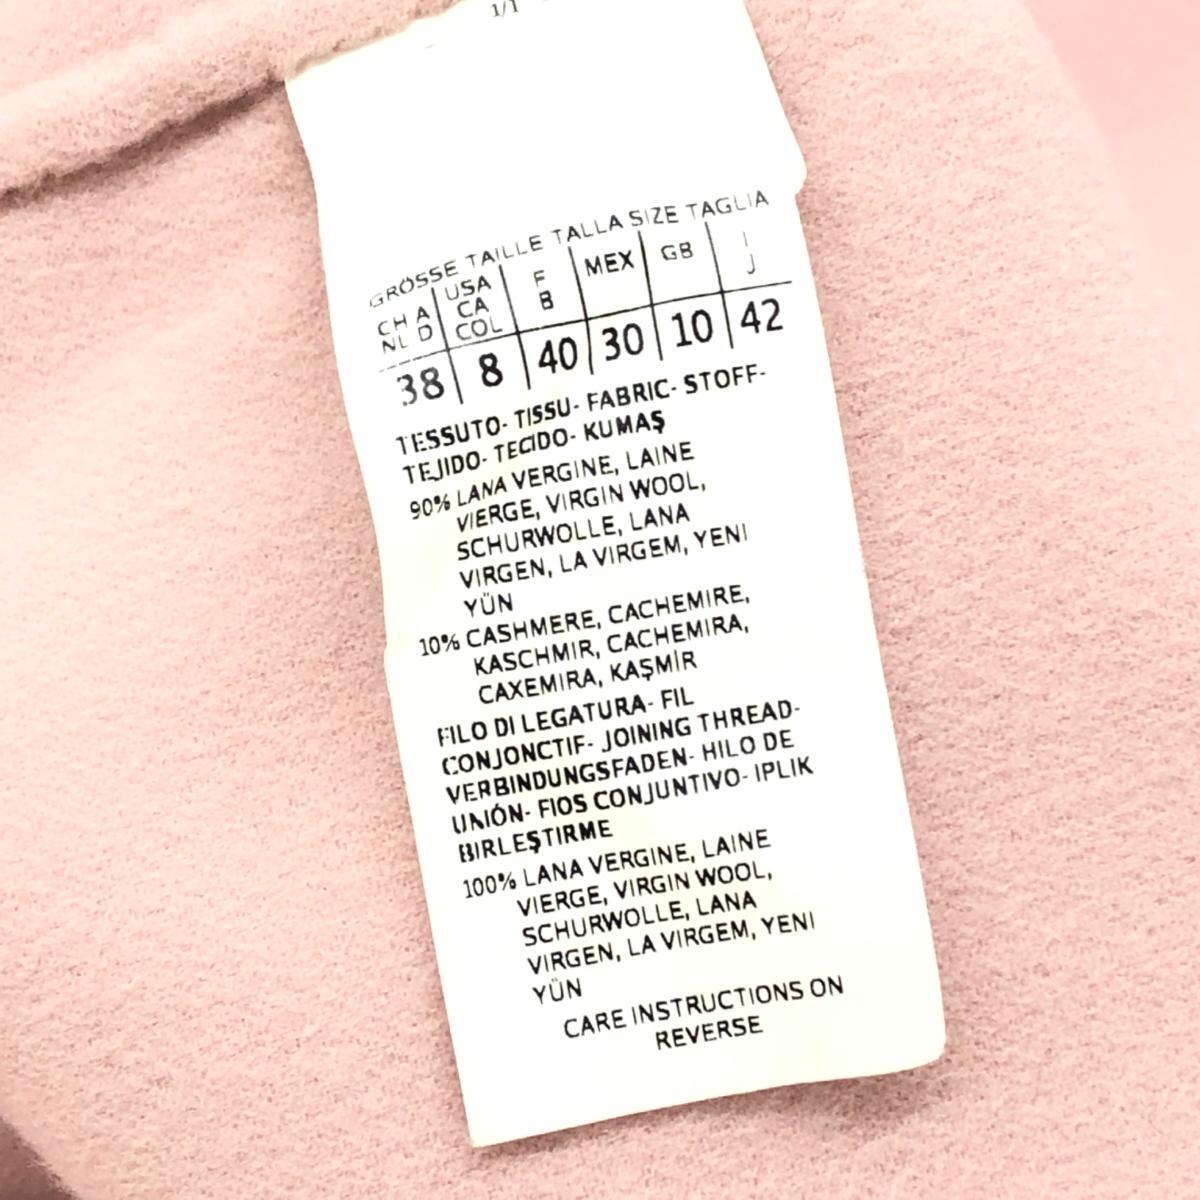 1/1
GRÖSSE TAILLE TALLA SIZE TAGLIA
CH A NL D USA CA COL F B MEX GB I J
38 8 40 30 10 42
TESSUTO- TISSU- FABRIC- STOFF-
TEJIDO- TECIDO- KUMAŞ
90% LANA VERGINE, LAINE
VIERGE, VIRGIN WOOL,
SCHURWOLLE, LANA
VIRGEN, LA VIRGEM, YENI
YÜN
10% CASHMERE, CACHEMIRE,
KASCHMIR, CACHEMIRA,
CAXEMIRA, KAŞMİR
FILO DI LEGATURA- FIL
CONJONCTIF- JOINING THREAD-
VERBINDUNGSFADEN- HILO DE
UNIÓN- FIOS CONJUNTIVO- IPLIK
BIRLEŞTIRME
100% LANA VERGINE, LAINE
VIERGE, VIRGIN WOOL,
SCHURWOLLE, LANA
VIRGEN, LA VIRGEM, YENI
YÜN
CARE INSTRUCTIONS ON
REVERSE